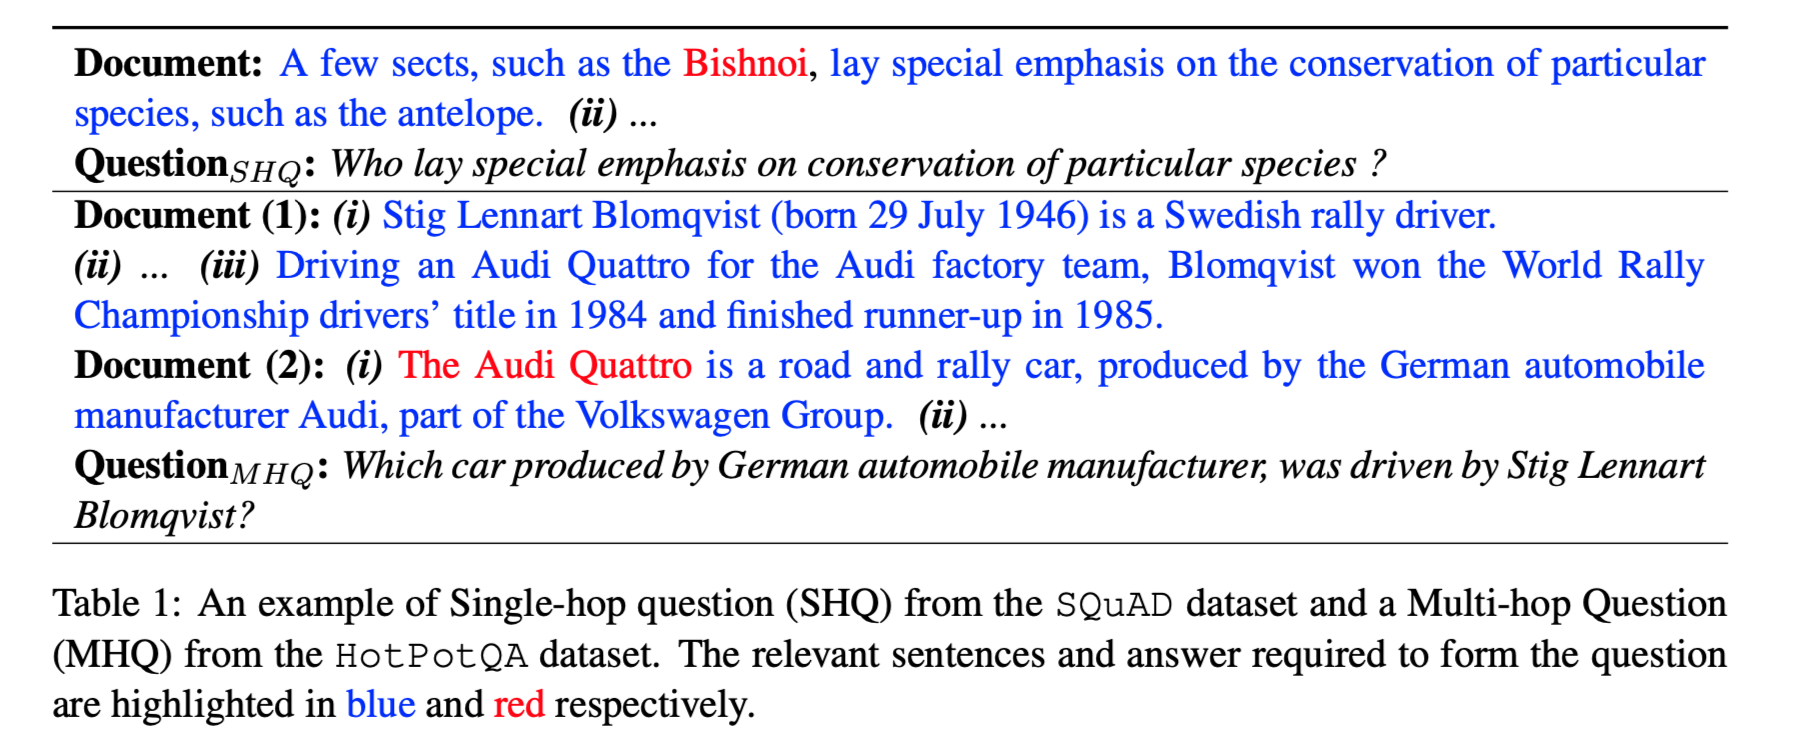 Document: A few sects, such as the Bishnoi, lay special emphasis on the conservation of particular
species, such as the antelope. (ii) ...
Question_SHQ: Who lay special emphasis on conservation of particular species ?
Document (1): (i) Stig Lennart Blomqvist (born 29 July 1946) is a Swedish rally driver.
(ii) ... (iii) Driving an Audi Quattro for the Audi factory team, Blomqvist won the World Rally
Championship drivers’ title in 1984 and finished runner-up in 1985.
Document (2): (i) The Audi Quattro is a road and rally car, produced by the German automobile
manufacturer Audi, part of the Volkswagen Group. (ii) ...
Question_MHQ: Which car produced by German automobile manufacturer, was driven by Stig Lennart
Blomqvist?
Table 1: An example of Single-hop question (SHQ) from the SQuAD dataset and a Multi-hop Question
(MHQ) from the HotPotQA dataset. The relevant sentences and answer required to form the question
are highlighted in blue and red respectively.